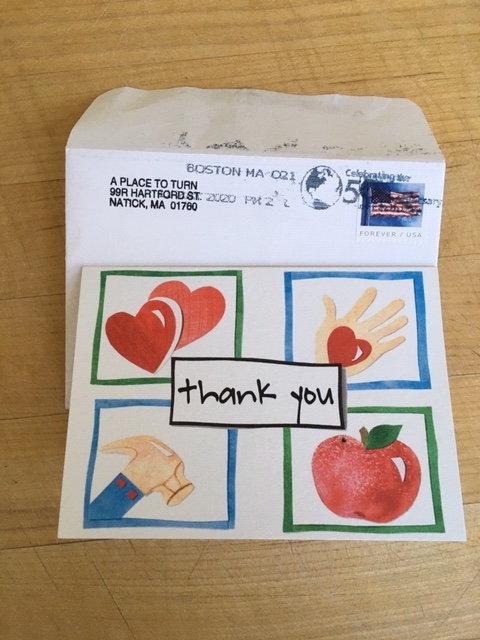 BOSTON MA 021
Celebrating the
A PLACE TO TURN
99R HARTFORD ST.
2020 PM 2
NATICK, MA 01760
FOREVER / USA
thank you